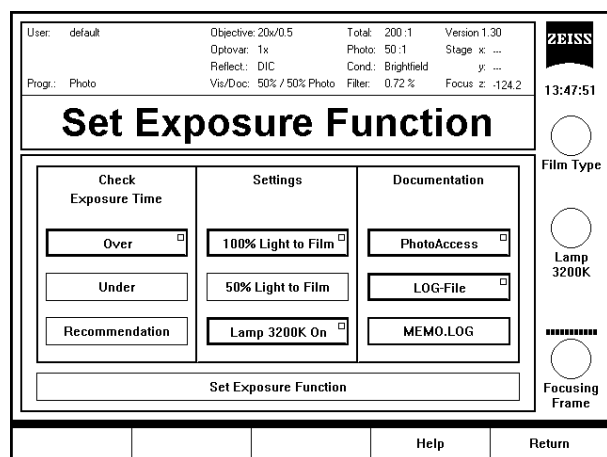 User: default Objective: 20x/0.5 Total: 200 :1 Version 1.30
Optovar: 1x Photo: 50 :1 Stage x: ...
Reflect.: DIC Cond.: Brightfield y: ...
Progr.: Photo Vis/Doc: 50% / 50% Photo Filter: 0.72 % Focus z: -124.2
ZEISS
13:47:51
Set Exposure Function
Film Type
Check
Exposure Time
Settings
Documentation
Over
100% Light to Film
PhotoAccess
Lamp
3200K
Under
50% Light to Film
LOG-File
Recommendation
Lamp 3200K On
MEMO.LOG
Set Exposure Function
Focusing
Frame
Help
Return